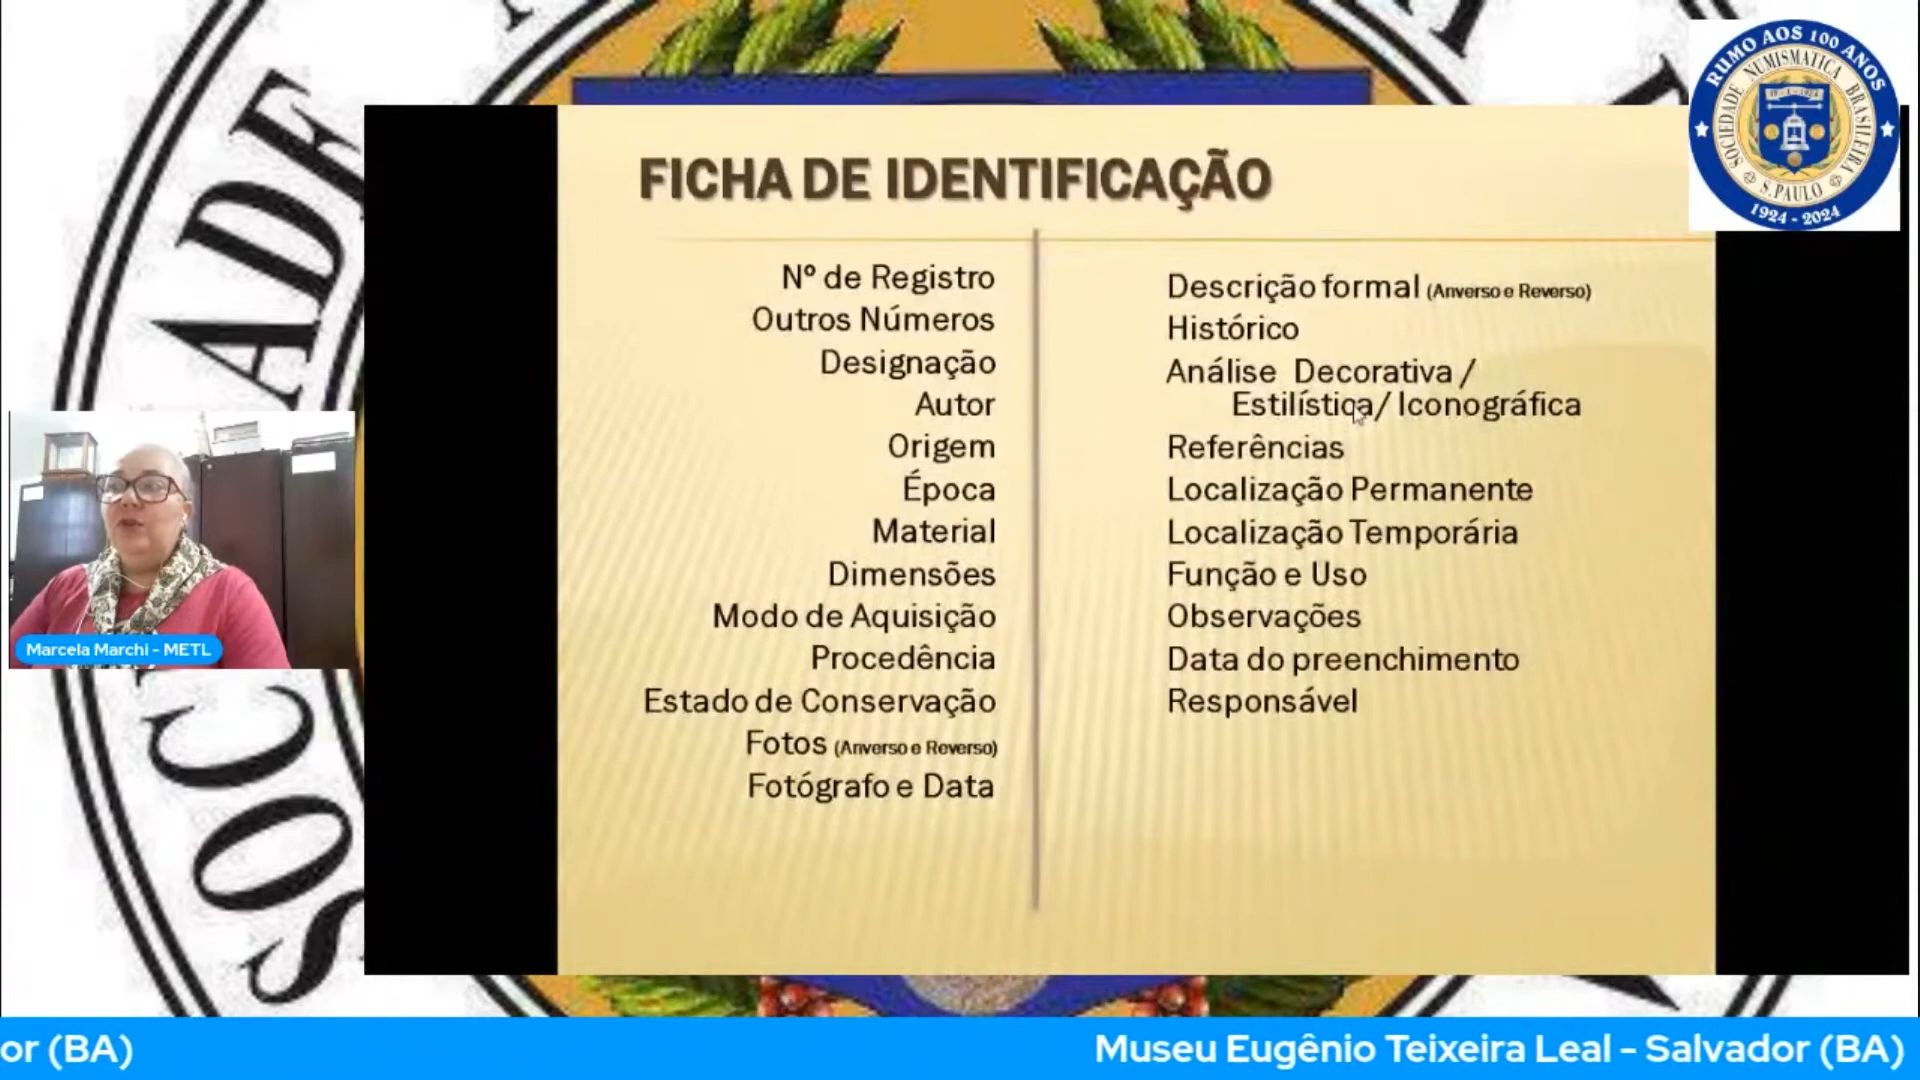 RUMO AOS 100 ANOS
SOCIEDADE NUMISMATICA BRASILEIRA
S. PAULO
1924 - 2024
ADE
SOC
FICHA DE IDENTIFICAÇÃO
Nº de Registro
Outros Números
Designação
Autor
Origem
Época
Material
Dimensões
Modo de Aquisição
Procedência
Estado de Conservação
Fotos (Anverso e Reverso)
Fotógrafo e Data
Descrição formal (Anverso e Reverso)
Histórico
Análise Decorativa /
Estilística/ Iconográfica
Referências
Localização Permanente
Localização Temporária
Função e Uso
Observações
Data do preenchimento
Responsável
Marcela Marchi - METL
or (BA)
Museu Eugênio Teixeira Leal - Salvador (BA)